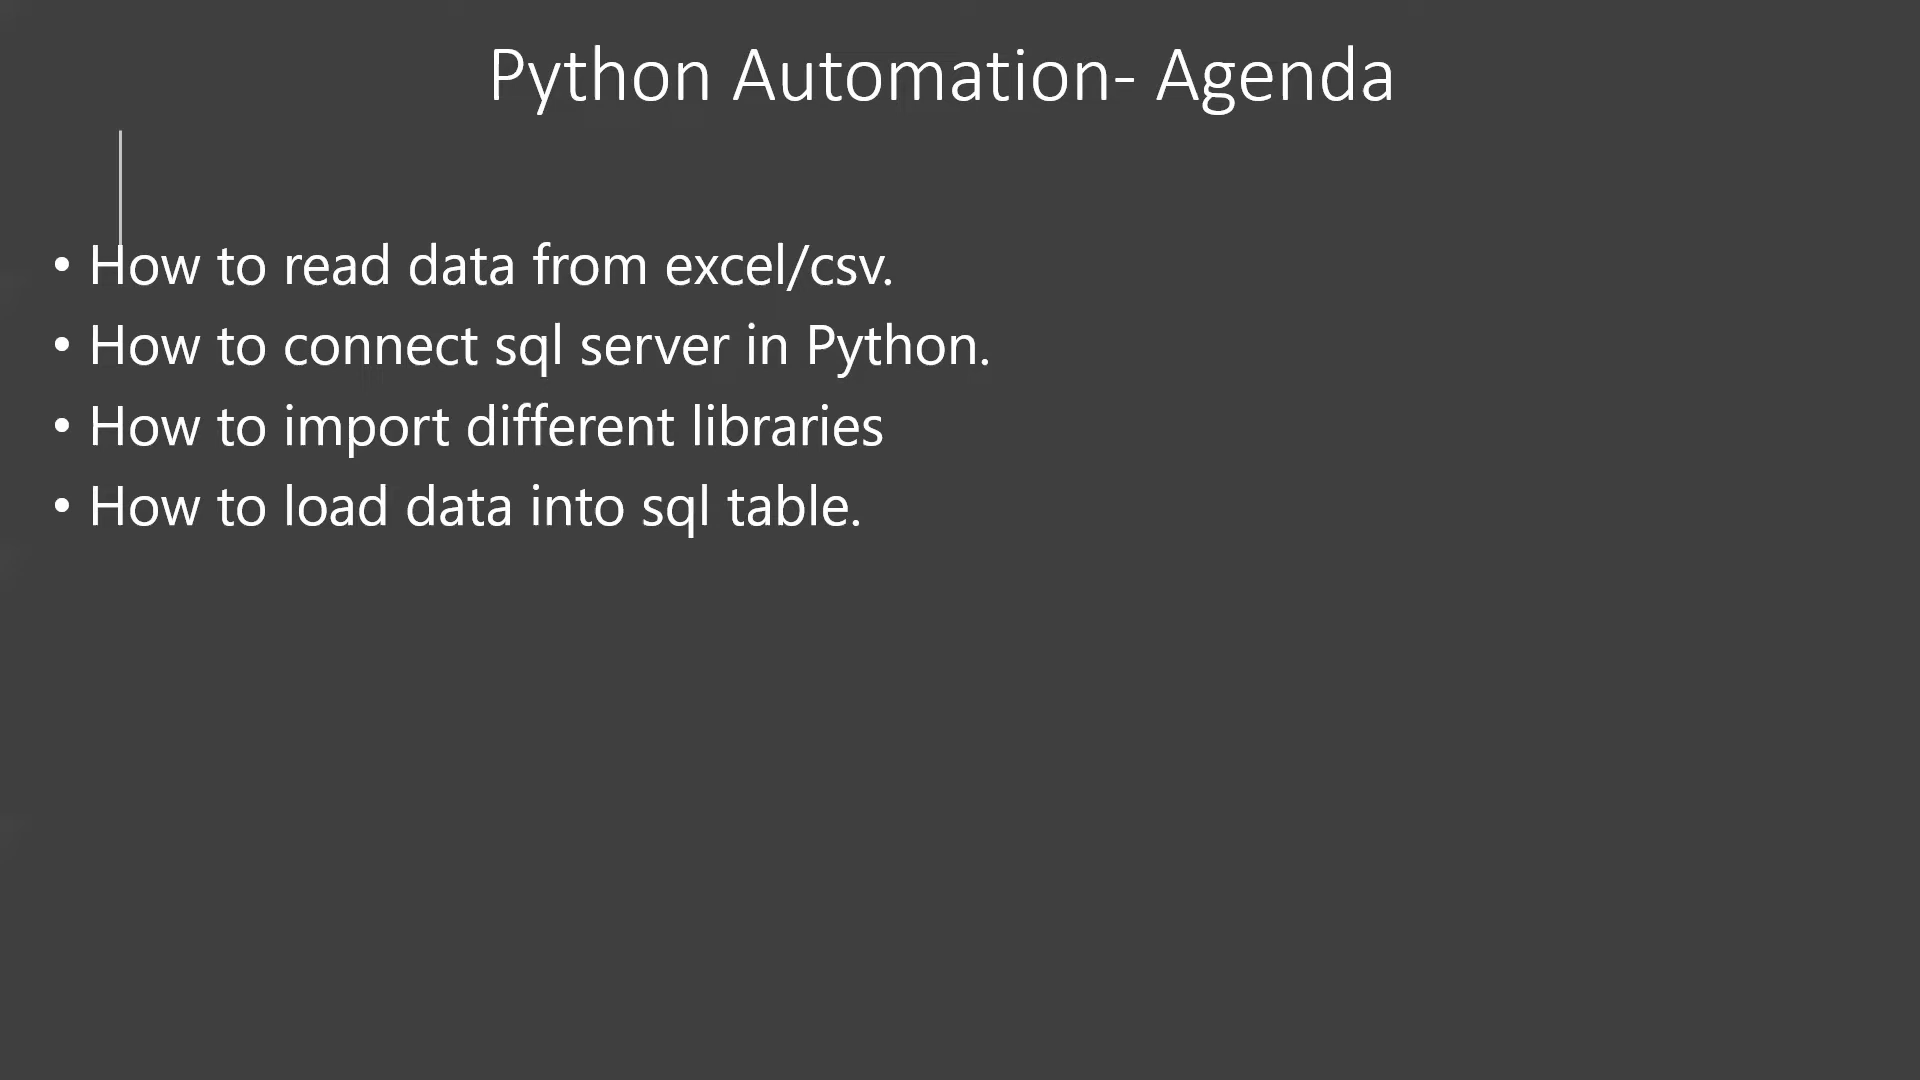 Python Automation- Agenda
• How to read data from excel/csv.
• How to connect sql server in Python.
• How to import different libraries
• How to load data into sql table.